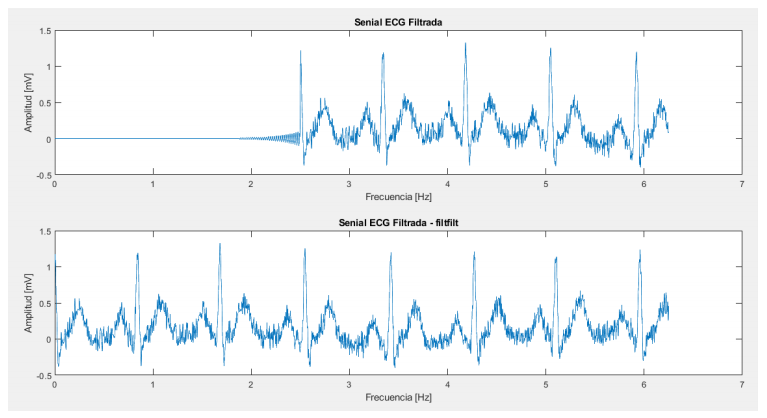 Senial ECG Filtrada
1.5
1
0.5
0
-0.5
Amplitud [mV]
0 1 2 3 4 5 6 7
Frecuencia [Hz]
Senial ECG Filtrada - filtfilt
1.5
1
0.5
0
-0.5
Amplitud [mV]
0 1 2 3 4 5 6 7
Frecuencia [Hz]